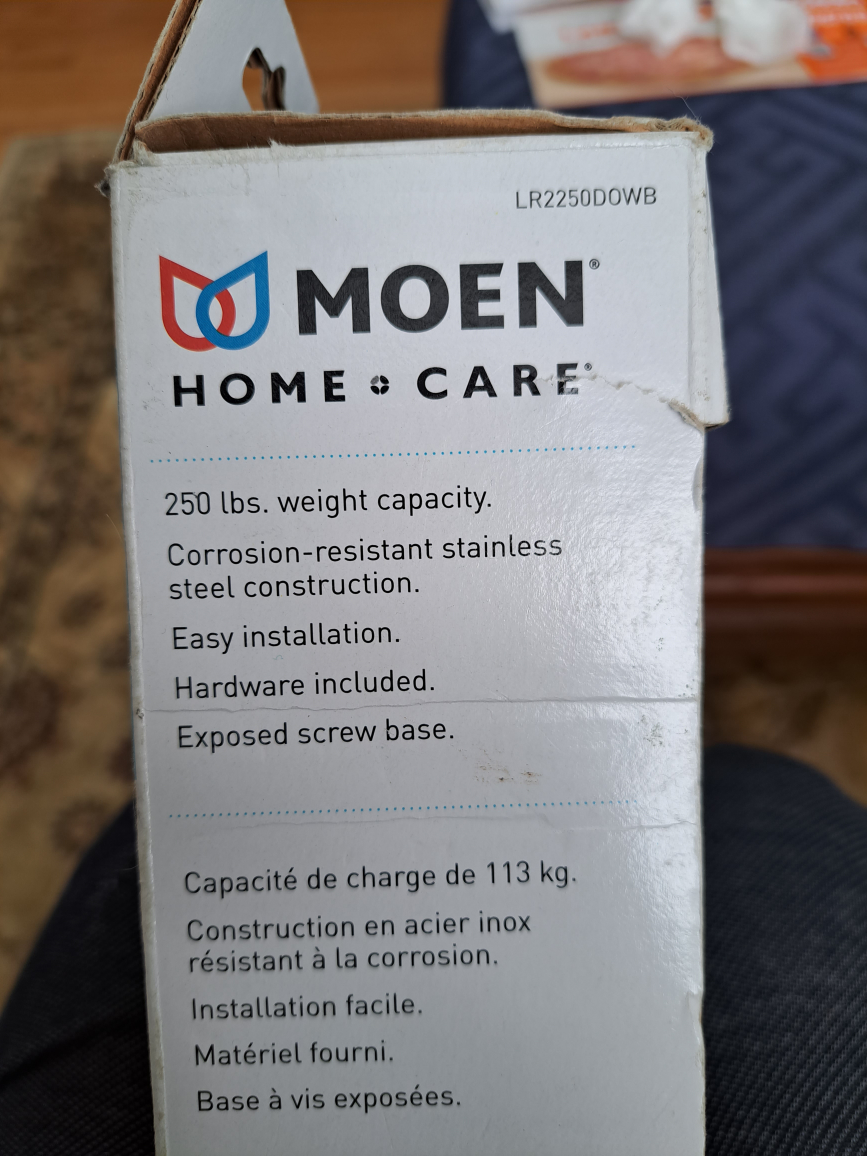 LR2250DOWB
MOEN®
HOME CARE®
250 lbs. weight capacity.
Corrosion-resistant stainless
steel construction.
Easy installation.
Hardware included.
Exposed screw base.
Capacité de charge de 113 kg.
Construction en acier inox
résistant à la corrosion.
Installation facile.
Matériel fourni.
Base à vis exposées.